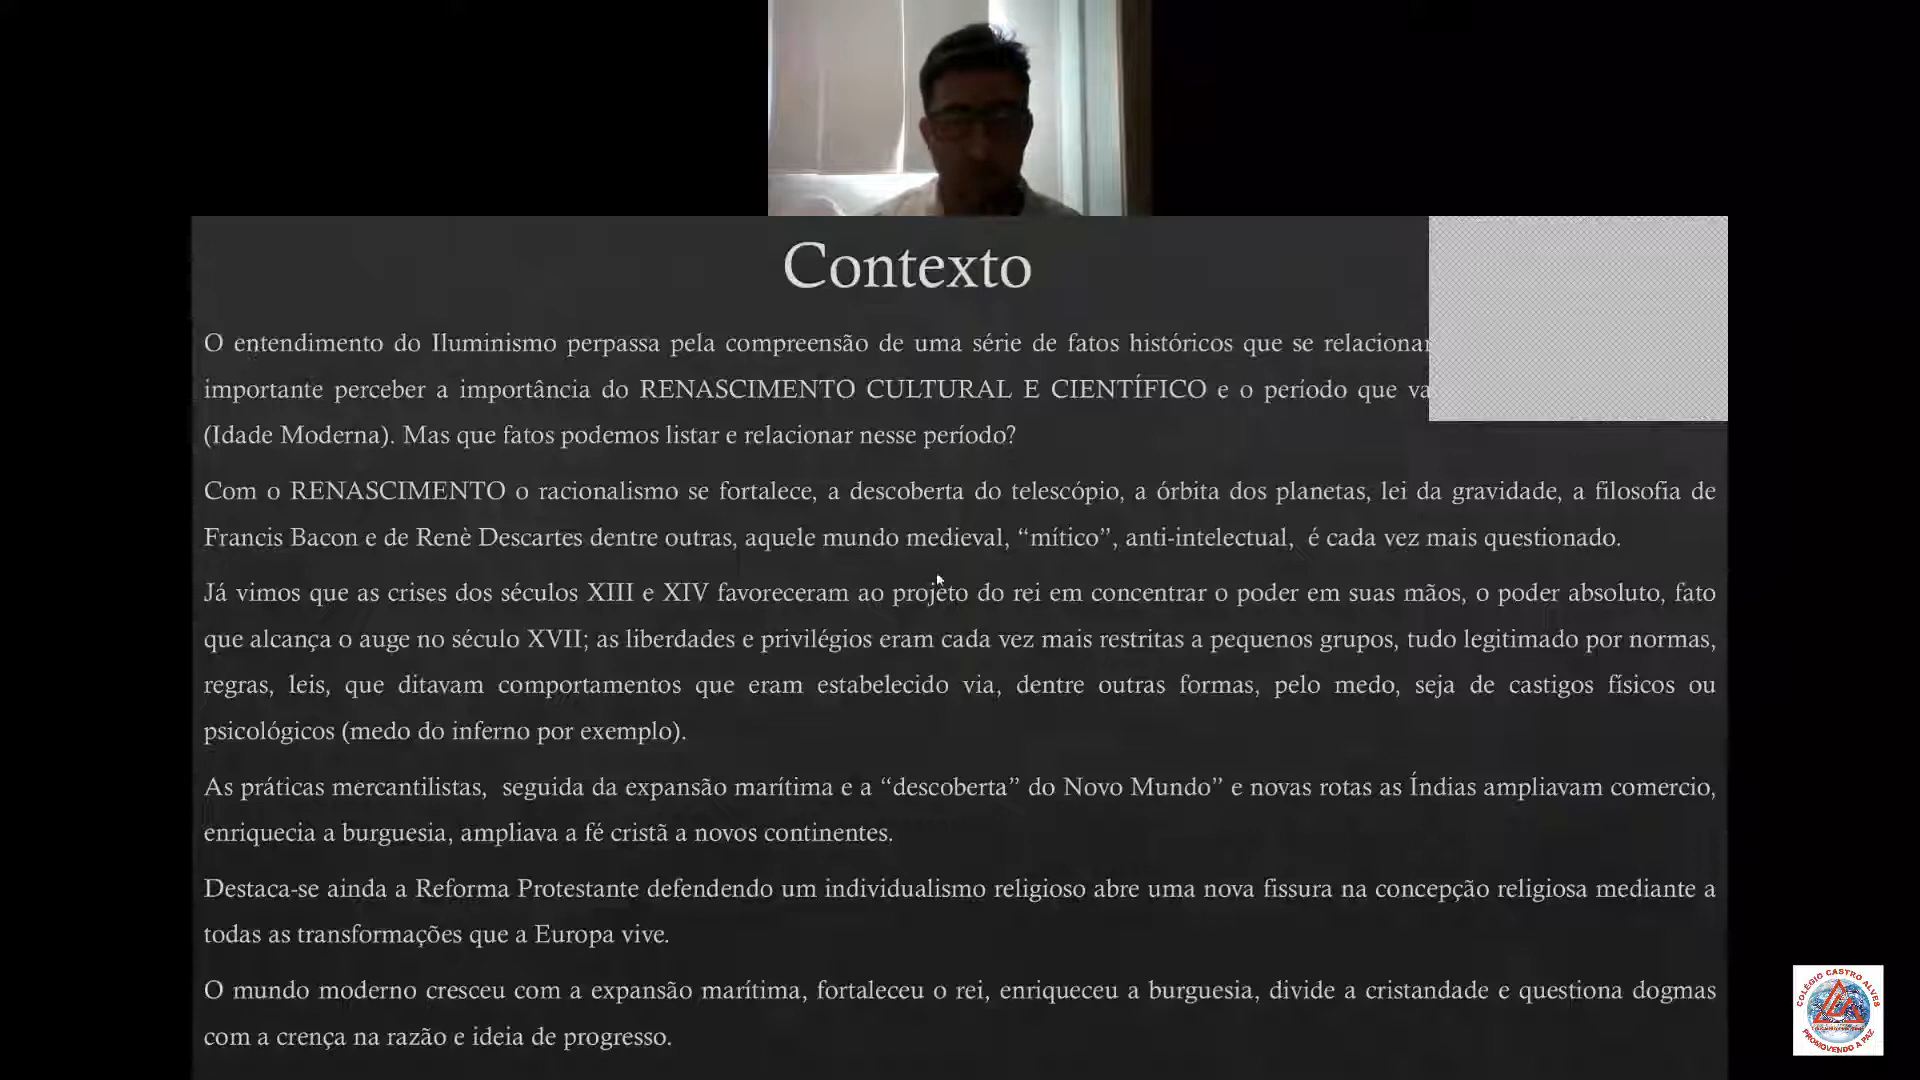 Contexto
O entendimento do Iluminismo perpassa pela compreensão de uma série de fatos históricos que se relacionam
importante perceber a importância do RENASCIMENTO CULTURAL E CIENTÍFICO e o período que va
(Idade Moderna). Mas que fatos podemos listar e relacionar nesse período?
Com o RENASCIMENTO o racionalismo se fortalece, a descoberta do telescópio, a órbita dos planetas, lei da gravidade, a filosofia de
Francis Bacon e de Renè Descartes dentre outras, aquele mundo medieval, “mítico”, anti-intelectual, é cada vez mais questionado.
Já vimos que as crises dos séculos XIII e XIV favoreceram ao projeto do rei em concentrar o poder em suas mãos, o poder absoluto, fato
que alcança o auge no século XVII; as liberdades e privilégios eram cada vez mais restritas a pequenos grupos, tudo legitimado por normas,
regras, leis, que ditavam comportamentos que eram estabelecido via, dentre outras formas, pelo medo, seja de castigos físicos ou
psicológicos (medo do inferno por exemplo).
As práticas mercantilistas, seguida da expansão marítima e a “descoberta” do Novo Mundo” e novas rotas as Índias ampliavam comercio,
enriquecia a burguesia, ampliava a fé cristã a novos continentes.
Destaca-se ainda a Reforma Protestante defendendo um individualismo religioso abre uma nova fissura na concepção religiosa mediante a
todas as transformações que a Europa vive.
O mundo moderno cresceu com a expansão marítima, fortaleceu o rei, enriqueceu a burguesia, divide a cristandade e questiona dogmas
com a crença na razão e ideia de progresso.
COLÉGIO CASTRO ALVES
PROMOVENDO A PAZ